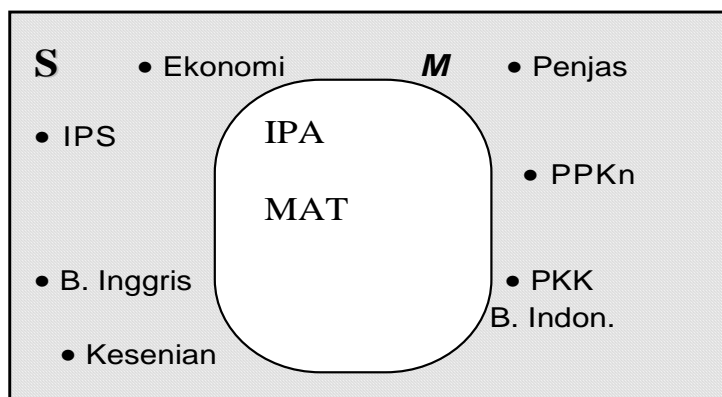 S • Ekonomi M • Penjas
• IPS IPA
• PPKn
MAT
• B. Inggris • PKK
B. Indon.
• Kesenian